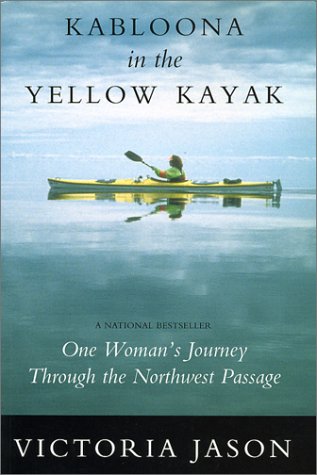 KABLOONA
in the
YELLOW KAYAK
A NATIONAL BESTSELLER
One Woman's Journey
Through the Northwest Passage
VICTORIA JASON